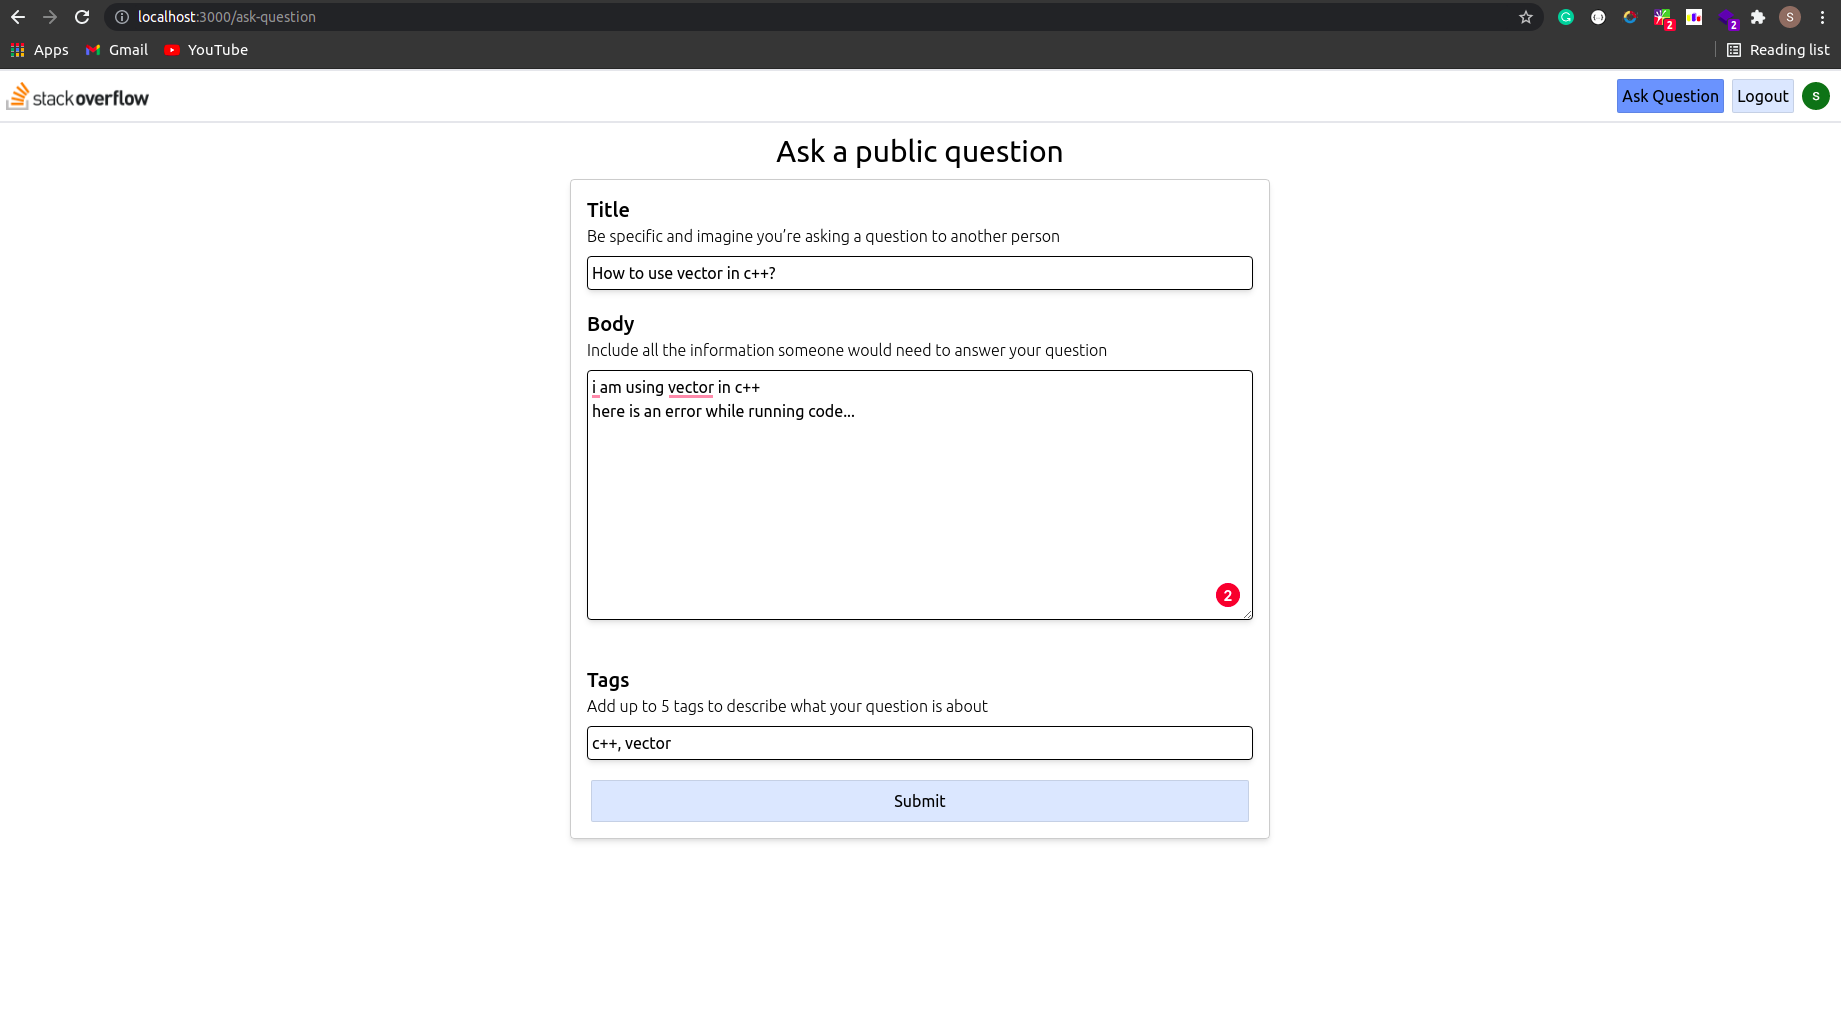 localhost:3000/ask-question
2
2
S
Apps
Gmail
YouTube
Reading list
stackoverflow
Ask Question
Logout
S
Ask a public question
Title
Be specific and imagine you’re asking a question to another person
How to use vector in c++?
Body
Include all the information someone would need to answer your question
i am using vector in c++
here is an error while running code...
2
Tags
Add up to 5 tags to describe what your question is about
c++, vector
Submit